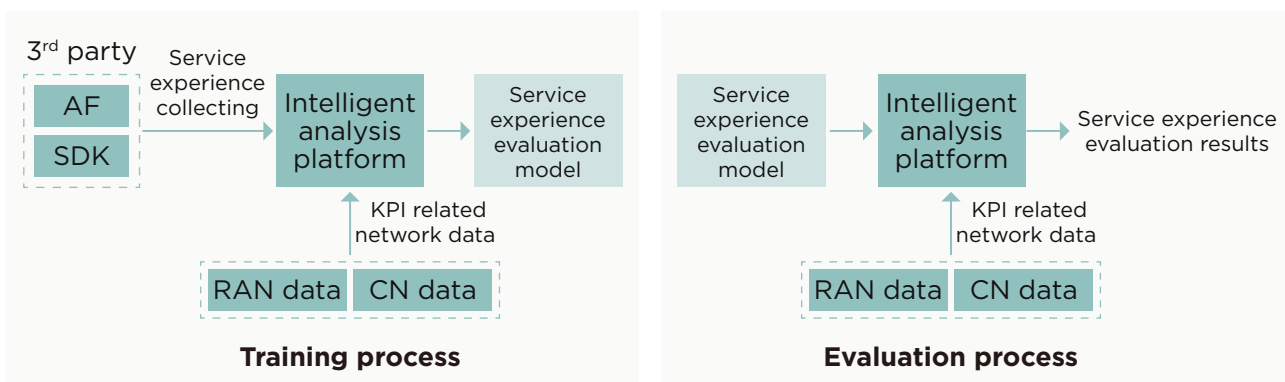 3rd party
AF
SDK
Service
experience
collecting
Intelligent
analysis
platform
Service
experience
evaluation
model
KPI related
network data
RAN data
CN data
Training process
Service
experience
evaluation
model
Intelligent
analysis
platform
Service experience
evaluation results
KPI related
network data
RAN data
CN data
Evaluation process